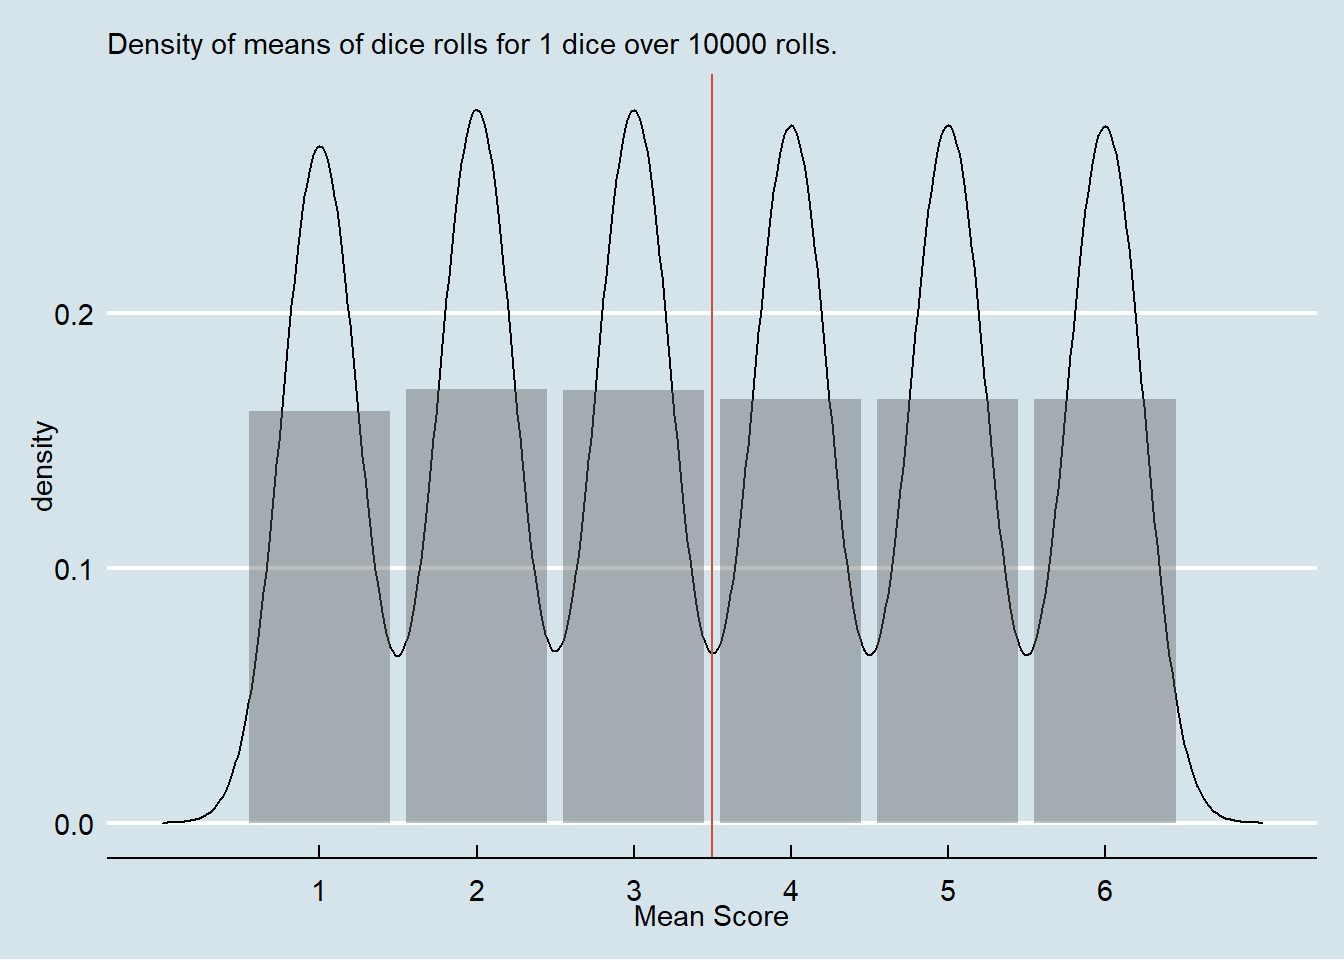 Density of means of dice rolls for 1 dice over 10000 rolls.
0.2
0.1
0.0
density
1 2 3 4 5 6
Mean Score